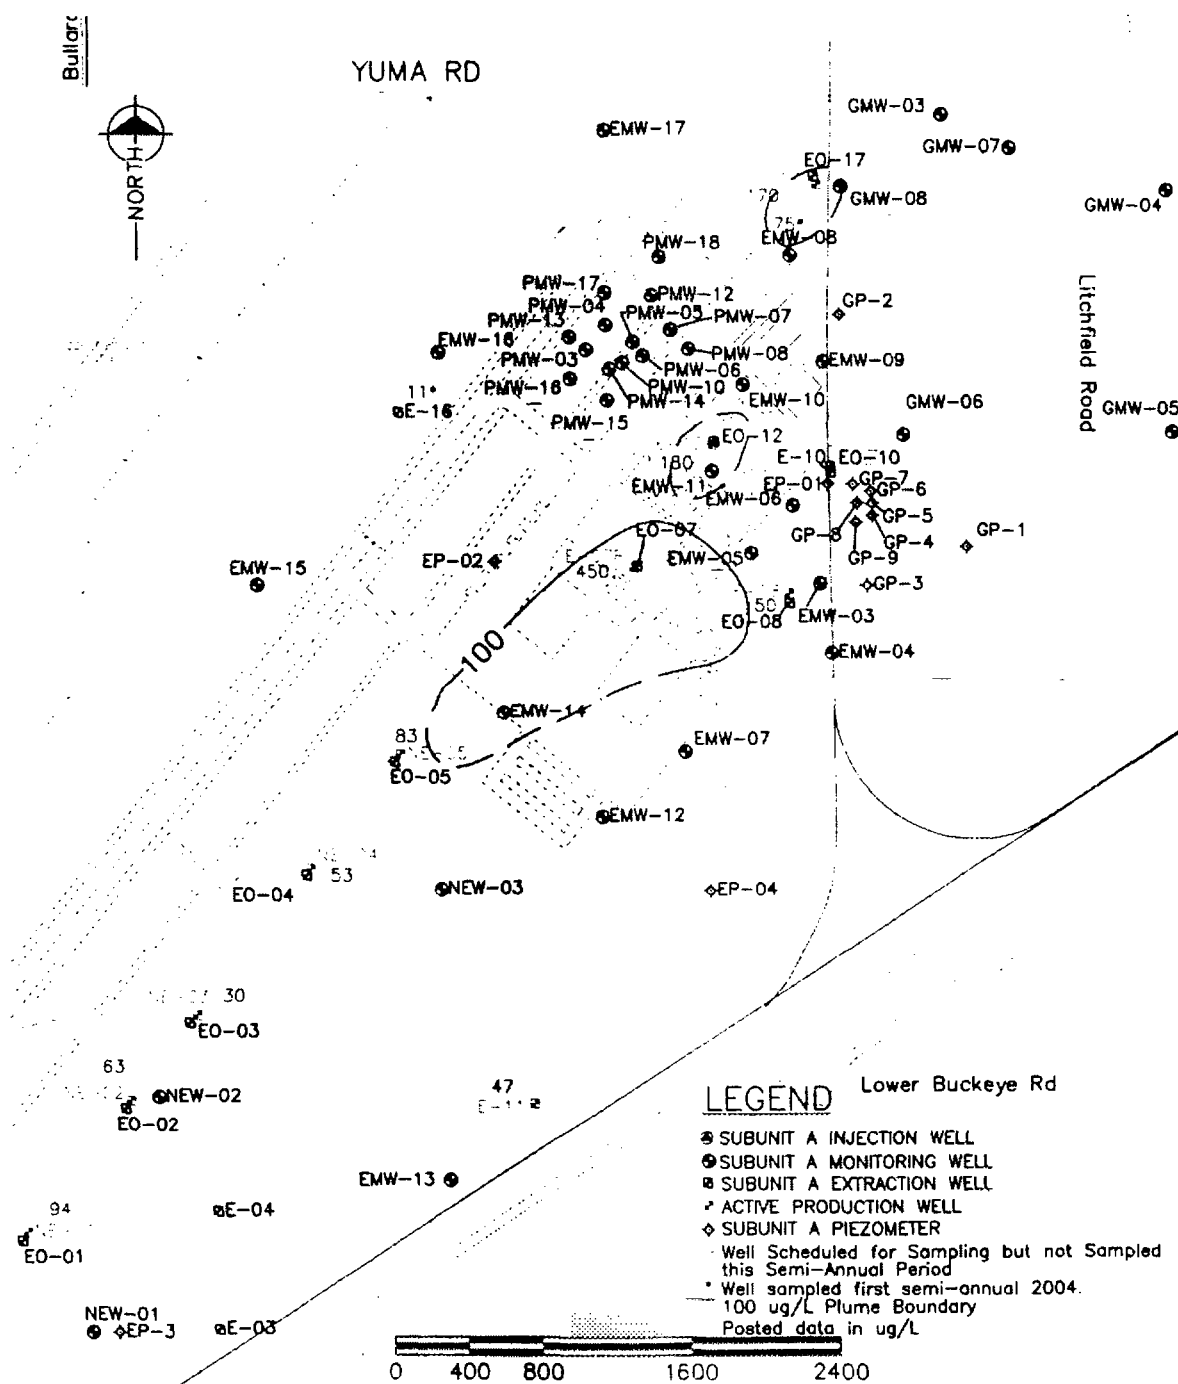 Bullard
YUMA RD
NORTH
EMW-17
GMW-03
GMW-07
EO-17
GMW-08
GMW-04
75*
EMW-08
PMW-18
PMW-17
PMW-12
PMW-04
PMW-05
PMW-13
PMW-07
GP-2
Litchfield Road
EMW-16
PMW-03
PMW-08
PMW-06
EMW-09
PMW-16
PMW-10
PMW-14
EMW-10
11*
E-16
PMW-15
GMW-06
GMW-05
EO-12
180
EMW-11
E-10
EO-10
EP-01
GP-7
GP-6
EMW-06
GP-5
GP-8
GP-4
GP-9
GP-1
EO-07
450
EMW-05
EP-02
EMW-15
GP-3
50
EO-08
EMW-03
EMW-04
100
EMW-14
EMW-07
83
EO-05
EMW-12
53
EO-04
NEW-03
EP-04
30
EO-03
63
NEW-02
EO-02
47
E-11
EMW-13
94
E-04
EO-01
NEW-01
EP-3
E-03
Lower Buckeye Rd
LEGEND
SUBUNIT A INJECTION WELL
SUBUNIT A MONITORING WELL
SUBUNIT A EXTRACTION WELL
ACTIVE PRODUCTION WELL
SUBUNIT A PIEZOMETER
Well Scheduled for Sampling but not Sampled
this Semi-Annual Period
* Well sampled first semi-annual 2004.
100 ug/L Plume Boundary
Posted data in ug/L
0 400 800 1600 2400